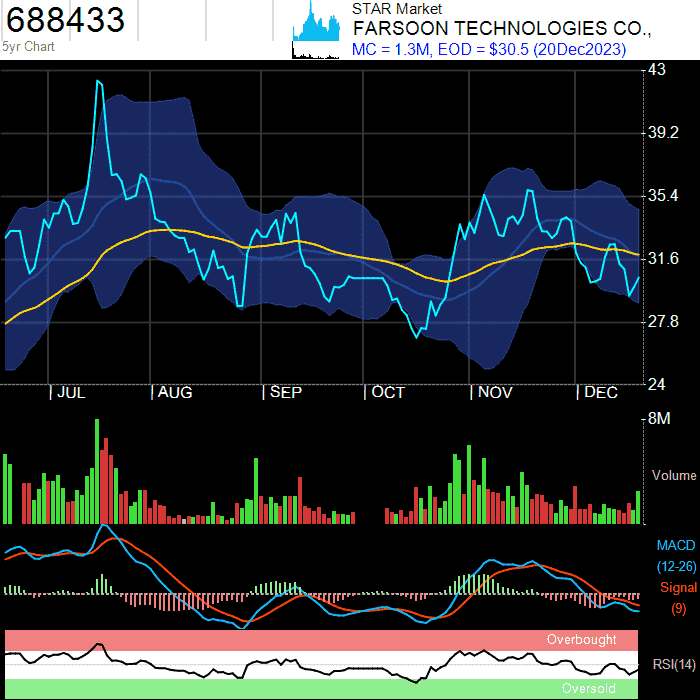 688433
5yr Chart
STAR Market
FARSOON TECHNOLOGIES CO.,
MC = 1.3M, EOD = $30.5 (20Dec2023)
43
39.2
35.4
31.6
27.8
24
JUL
AUG
SEP
OCT
NOV
DEC
8M
Volume
MACD
(12-26)
Signal
(9)
Overbought
RSI(14)
Oversold